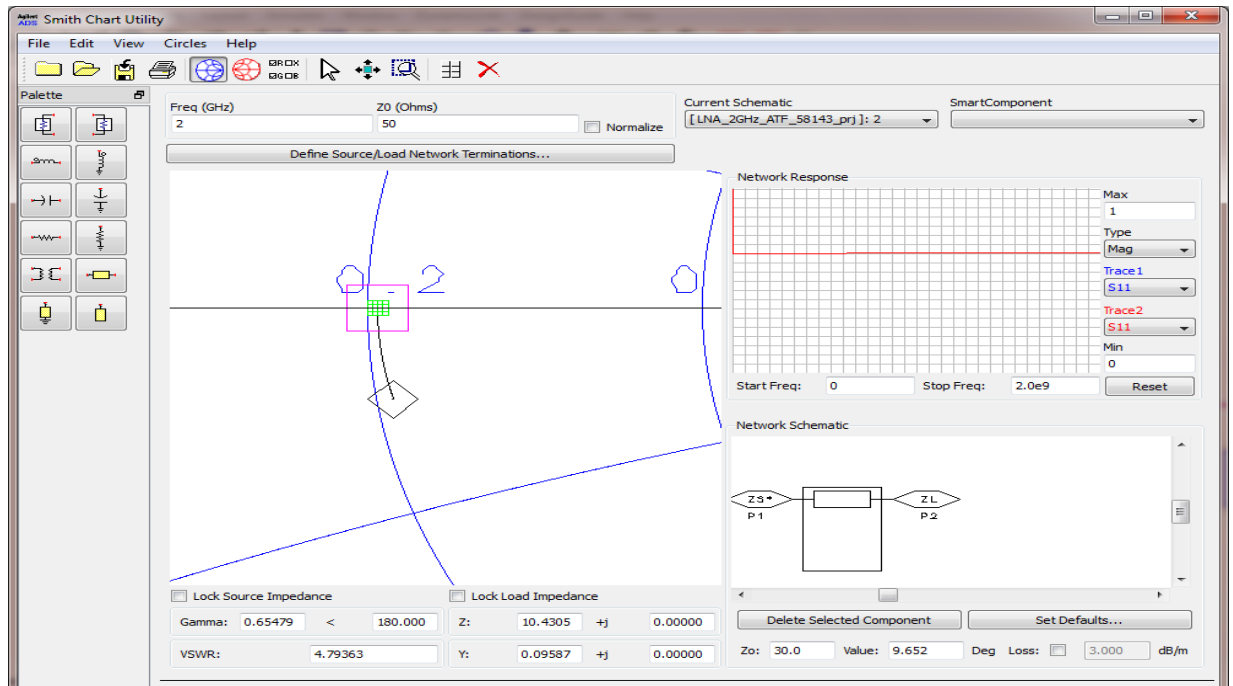 Agilent ADS Smith Chart Utility
File Edit View Circles Help
Palette
Freq (GHz) Z0 (Ohms)
2 50 Normalize
Current Schematic SmartComponent
[ LNA_2GHz_ATF_58143_prj ]: 2
Define Source/Load Network Terminations...
0.2 0
Network Response
Max
1
Type
Mag
Trace1
S11
Trace2
S11
Min
0
Start Freq: 0 Stop Freq: 2.0e9 Reset
Network Schematic
ZS* ZL
P1 P2
Lock Source Impedance Lock Load Impedance
Gamma: 0.65479 < 180.000 Z: 10.4305 +j 0.00000
VSWR: 4.79363 Y: 0.09587 +j 0.00000
Delete Selected Component Set Defaults...
Zo: 30.0 Value: 9.652 Deg Loss: 3.000 dB/m